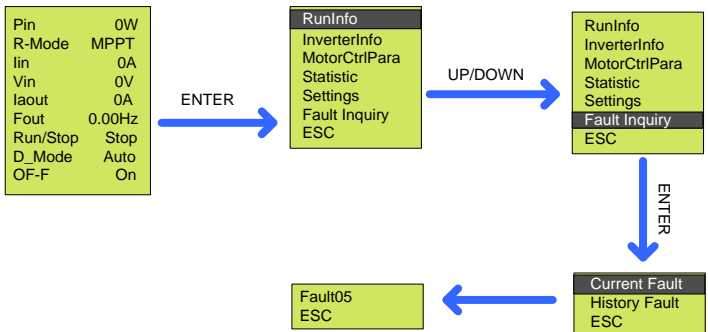 Pin 0W
R-Mode MPPT
Iin 0A
Vin 0V
Iaout 0A
Fout 0.00Hz
Run/Stop Stop
D_Mode Auto
OF-F On
ENTER
RunInfo
InverterInfo
MotorCtrlPara
Statistic
Settings
Fault Inquiry
ESC
UP/DOWN
RunInfo
InverterInfo
MotorCtrlPara
Statistic
Settings
Fault Inquiry
ESC
ENTER
Current Fault
History Fault
ESC
Fault05
ESC